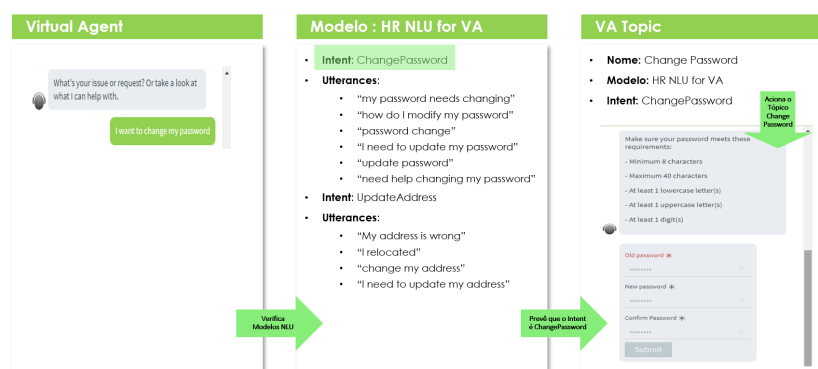 Virtual Agent
What's your issue or request? Or take a look at
what I can help with.
I want to change my password
Verifica
Modelos NLU
Modelo : HR NLU for VA
• Intent: ChangePassword
• Utterances:
• “my password needs changing”
• “how do I modify my password”
• “password change”
• “I need to update my password”
• “update password”
• “need help changing my password”
• Intent: UpdateAddress
• Utterances:
• “My address is wrong”
• “I relocated”
• “change my address”
• “I need to update my address”
Prevê que o Intent
é ChangePassword
VA Topic
• Nome: Change Password
• Modelo: HR NLU for VA
• Intent: ChangePassword
Aciona o
Tópico
Change
Password
Make sure your password meets these
requirements:
- Minimum 8 characters
- Maximum 40 characters
- At least 1 lowercase letter(s)
- At least 1 uppercase letter(s)
- At least 1 digit(s)
Old password *
••••••••
New password *
••••••••
Confirm Password *
••••••••
Submit